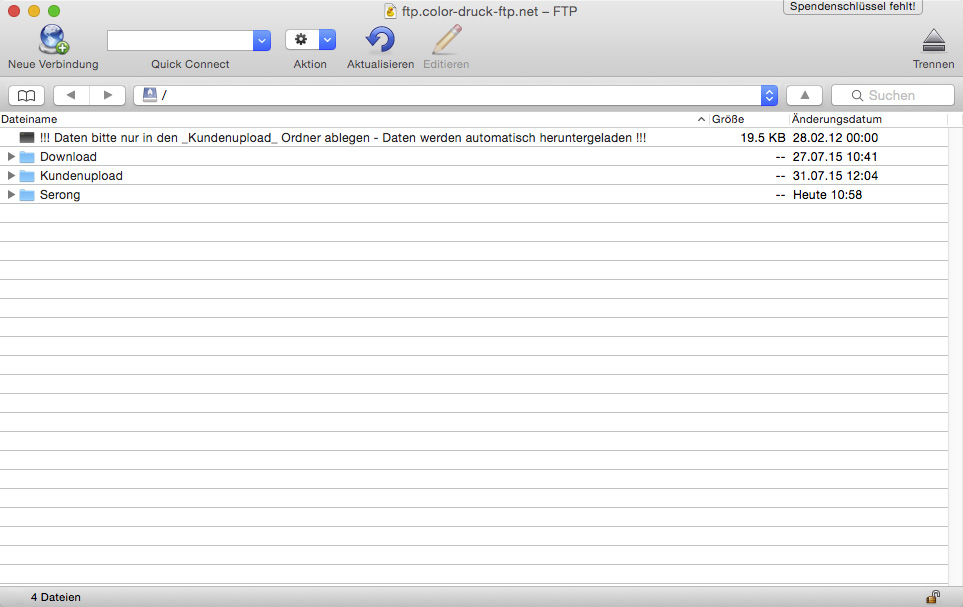 ftp.color-druck-ftp.net – FTP
Spendenschlüssel fehlt!
Neue Verbindung Quick Connect Aktion Aktualisieren Editieren Trennen
/ Suchen
Dateiname Größe Änderungsdatum
!!! Daten bitte nur in den _Kundenupload_ Ordner ablegen - Daten werden automatisch heruntergeladen !!! 19.5 KB 28.02.12 00:00
Download -- 27.07.15 10:41
Kundenupload -- 31.07.15 12:04
Serong -- Heute 10:58
4 Dateien